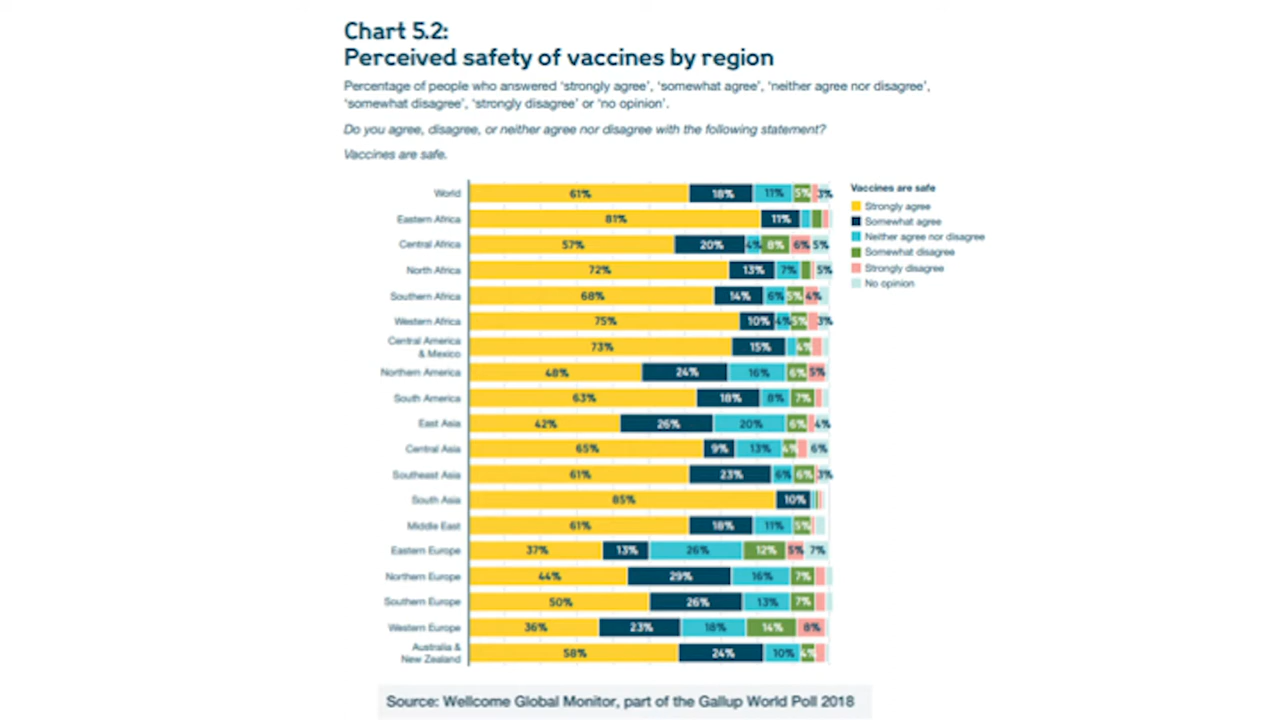 Chart 5.2:
Perceived safety of vaccines by region
Percentage of people who answered ‘strongly agree’, ‘somewhat agree’, ‘neither agree nor disagree’,
‘somewhat disagree’, ‘strongly disagree’ or ‘no opinion’.
Do you agree, disagree, or neither agree nor disagree with the following statement?
Vaccines are safe.
World 61% 18% 11% 5% 3%
Eastern Africa 81% 11%
Central Africa 57% 20% 4% 8% 6% 5%
North Africa 72% 13% 7% 5%
Southern Africa 68% 14% 6% 5% 4%
Western Africa 75% 10% 4% 5% 3%
Central America
& Mexico 73% 15% 4%
Northern America 48% 24% 16% 6% 5%
South America 63% 18% 8% 7%
East Asia 42% 26% 20% 6% 4%
Central Asia 65% 9% 13% 4% 6%
Southeast Asia 61% 23% 6% 6% 3%
South Asia 85% 10%
Middle East 61% 18% 11% 5%
Eastern Europe 37% 13% 26% 12% 5% 7%
Northern Europe 44% 29% 16% 7%
Southern Europe 50% 26% 13% 7%
Western Europe 36% 23% 18% 14% 8%
Australia &
New Zealand 58% 24% 10% 4%
Vaccines are safe
Strongly agree
Somewhat agree
Neither agree nor disagree
Somewhat disagree
Strongly disagree
No opinion
Source: Wellcome Global Monitor, part of the Gallup World Poll 2018